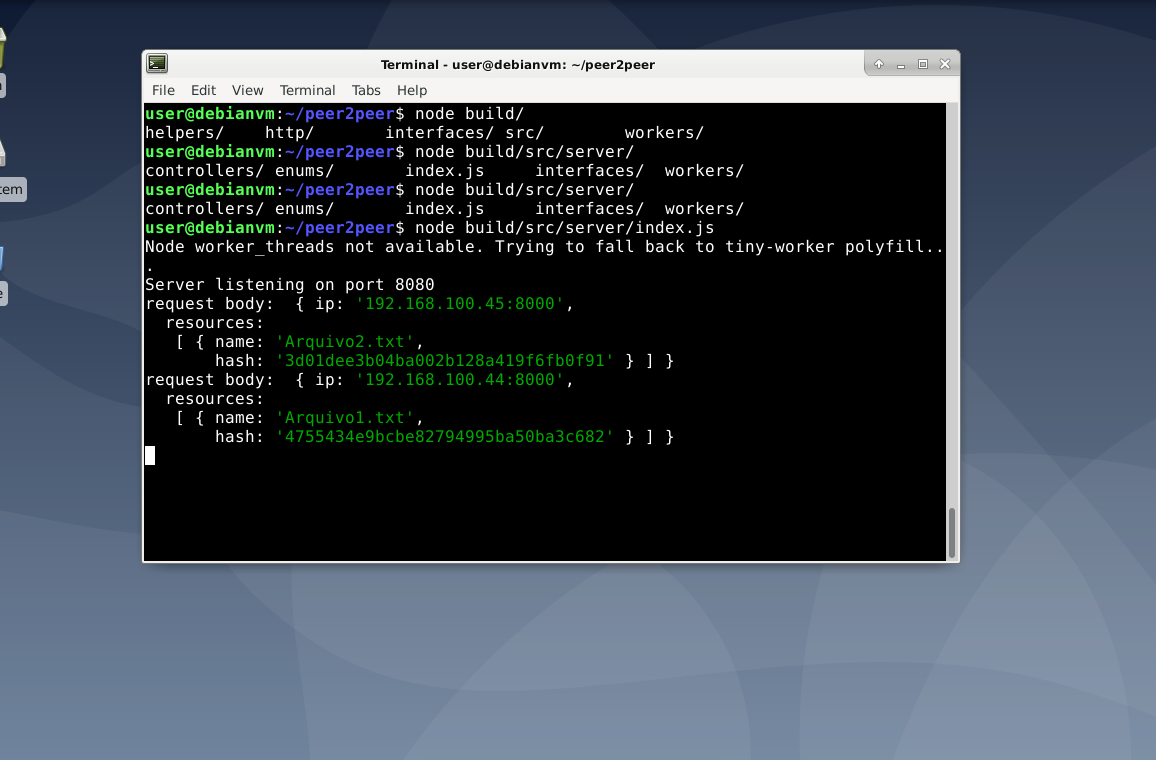 Terminal - user@debianvm: ~/peer2peer
File Edit View Terminal Tabs Help
user@debianvm:~/peer2peer$ node build/
helpers/    http/       interfaces/ src/        workers/
user@debianvm:~/peer2peer$ node build/src/server/
controllers/ enums/       index.js     interfaces/  workers/
user@debianvm:~/peer2peer$ node build/src/server/
controllers/ enums/       index.js     interfaces/  workers/
user@debianvm:~/peer2peer$ node build/src/server/index.js
Node worker_threads not available. Trying to fall back to tiny-worker polyfill..
.
Server listening on port 8080
request body:  { ip: '192.168.100.45:8000',
  resources:
   [ { name: 'Arquivo2.txt',
       hash: '3d01dee3b04ba002b128a419f6fb0f91' } ] }
request body:  { ip: '192.168.100.44:8000',
  resources:
   [ { name: 'Arquivo1.txt',
       hash: '4755434e9bcbe82794995ba50ba3c682' } ] }